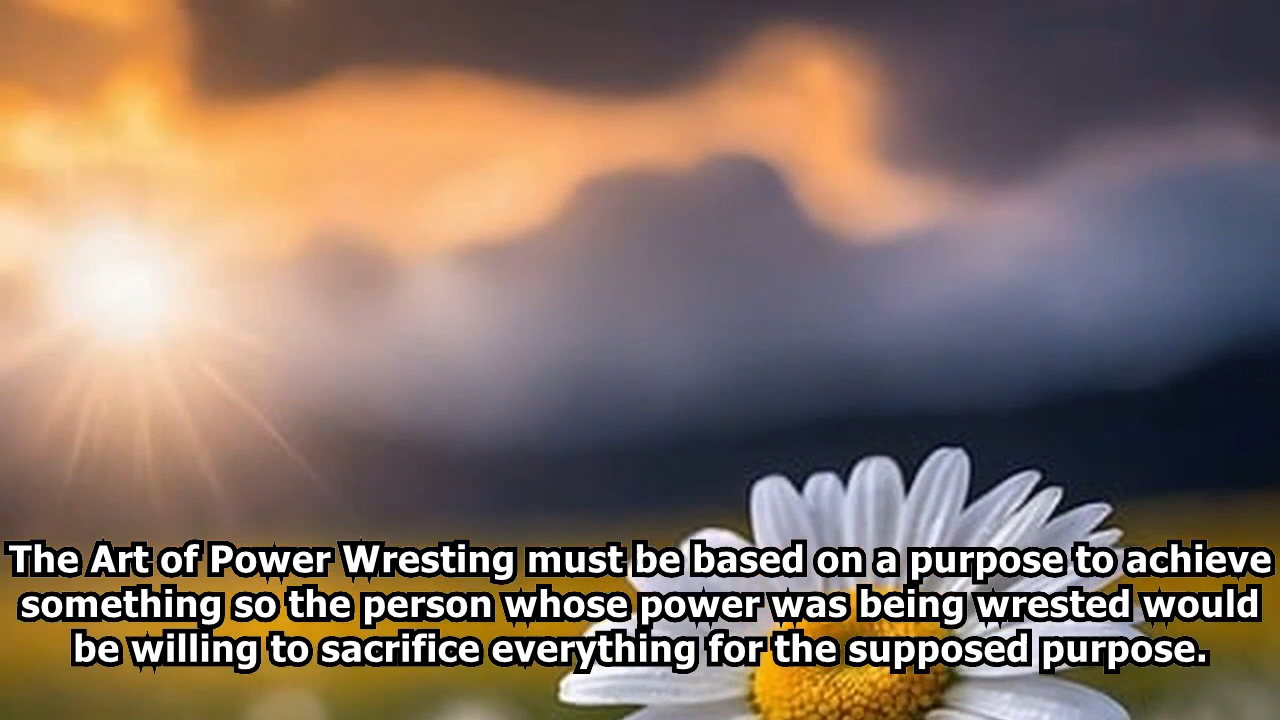 The Art of Power Wresting must be based on a purpose to achieve
something so the person whose power was being wrested would
be willing to sacrifice everything for the supposed purpose.